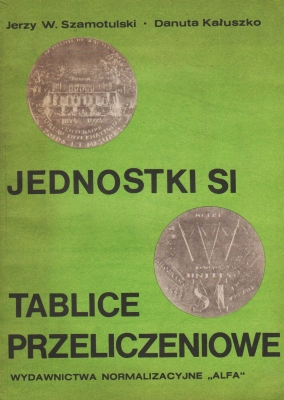 Jerzy W. Szamotulski · Danuta Kałuszko
JEDNOSTKI SI
TABLICE
PRZELICZENIOWE
WYDAWNICTWA NORMALIZACYJNE „ALFA"